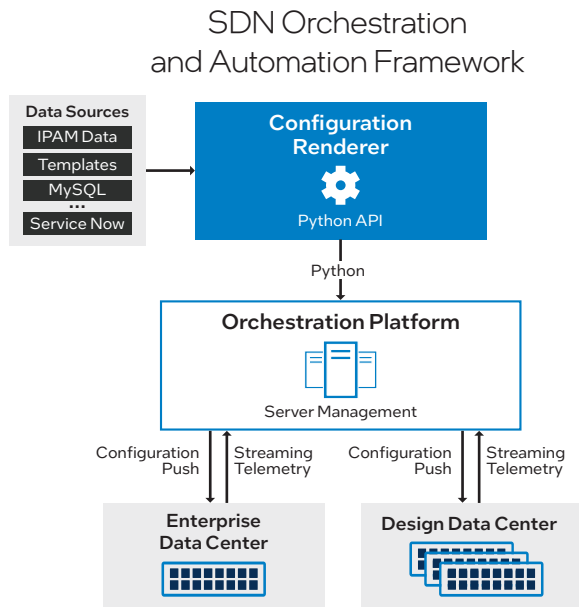 SDN Orchestration
and Automation Framework
Data Sources
IPAM Data
Templates
MySQL
...
Service Now
Configuration
Renderer
Python API
Python
Orchestration Platform
Server Management
Configuration
Push
Streaming
Telemetry
Configuration
Push
Streaming
Telemetry
Enterprise
Data Center
Design Data Center